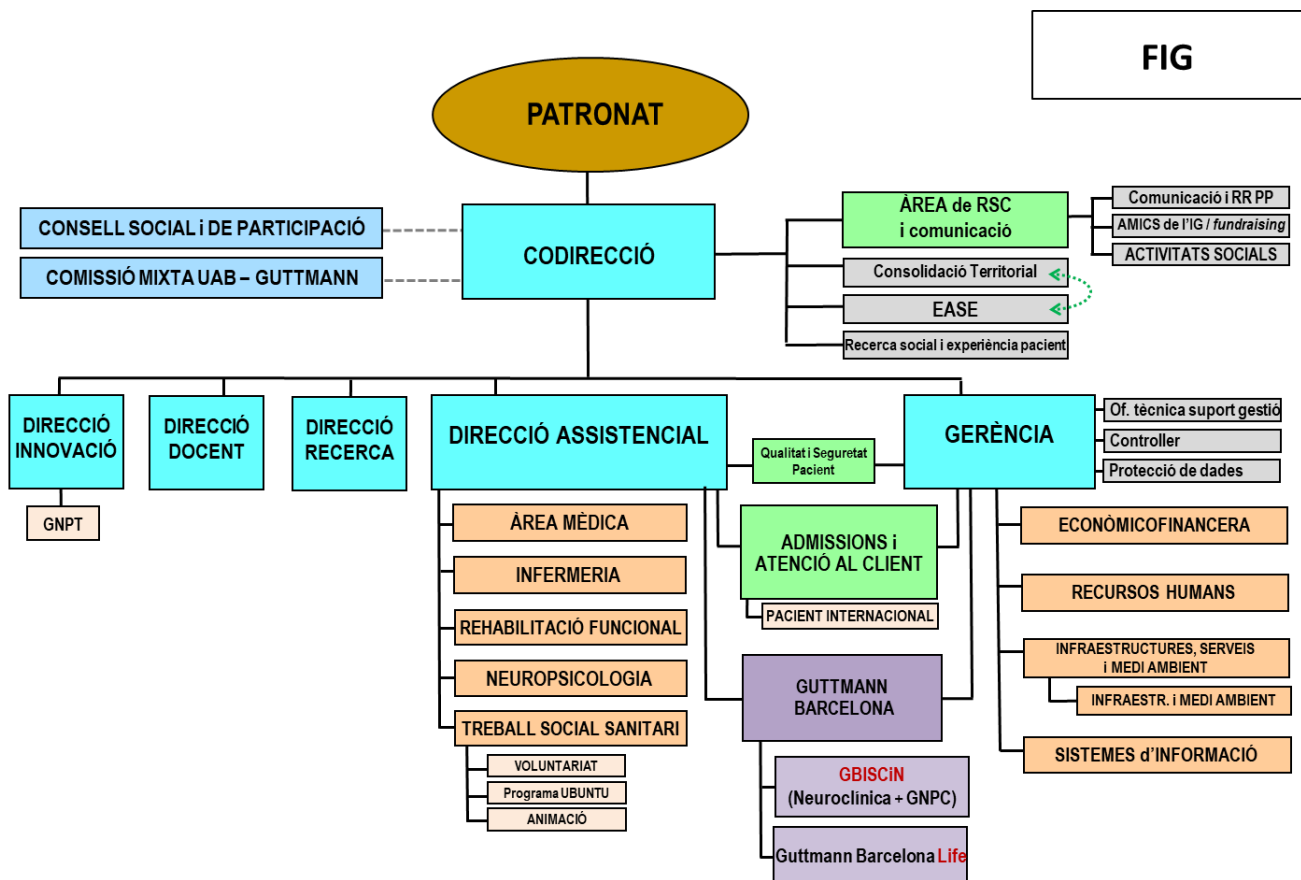 FIG
PATRONAT
CONSELL SOCIAL i DE PARTICIPACIÓ
COMISSIÓ MIXTA UAB – GUTTMANN
CODIRECCIÓ
ÀREA de RSC
i comunicació
Comunicació i RR PP
AMICS de l'IG / fundraising
ACTIVITATS SOCIALS
Consolidació Territorial
EASE
Recerca social i experiència pacient
DIRECCIÓ
INNOVACIÓ
GNPT
DIRECCIÓ
DOCENT
DIRECCIÓ
RECERCA
DIRECCIÓ ASSISTENCIAL
Qualitat i Seguretat
Pacient
GERÈNCIA
Of. tècnica suport gestió
Controller
Protecció de dades
ÀREA MÈDICA
INFERMERIA
REHABILITACIÓ FUNCIONAL
NEUROPSICOLOGIA
TREBALL SOCIAL SANITARI
VOLUNTARIAT
Programa UBUNTU
ANIMACIÓ
ADMISSIONS i
ATENCIÓ AL CLIENT
PACIENT INTERNACIONAL
GUTTMANN
BARCELONA
GBISCiN
(Neuroclínica + GNPC)
Guttmann Barcelona Life
ECONÒMICOFINANCERA
RECURSOS HUMANS
INFRAESTRUCTURES, SERVEIS
i MEDI AMBIENT
INFRAESTR. i MEDI AMBIENT
SISTEMES d'INFORMACIÓ